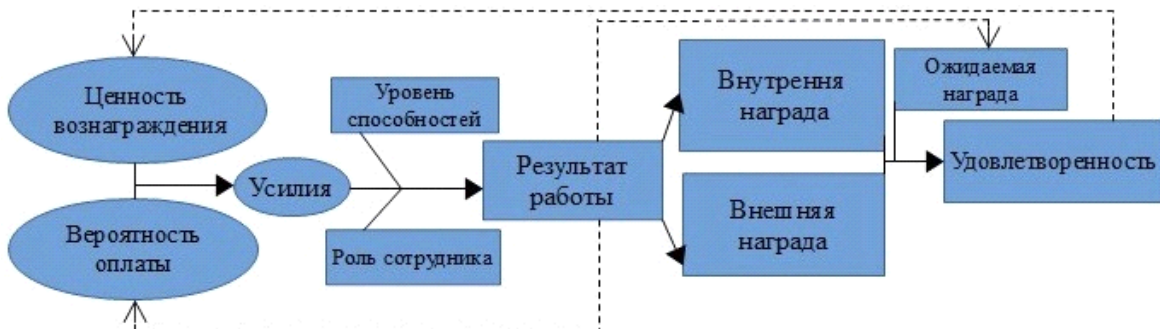 Ценность
вознаграждения
Вероятность
оплаты
Усилия
Уровень
способностей
Роль сотрудника
Результат
работы
Внутрення
награда
Внешняя
награда
Ожидаемая
награда
Удовлетворенность